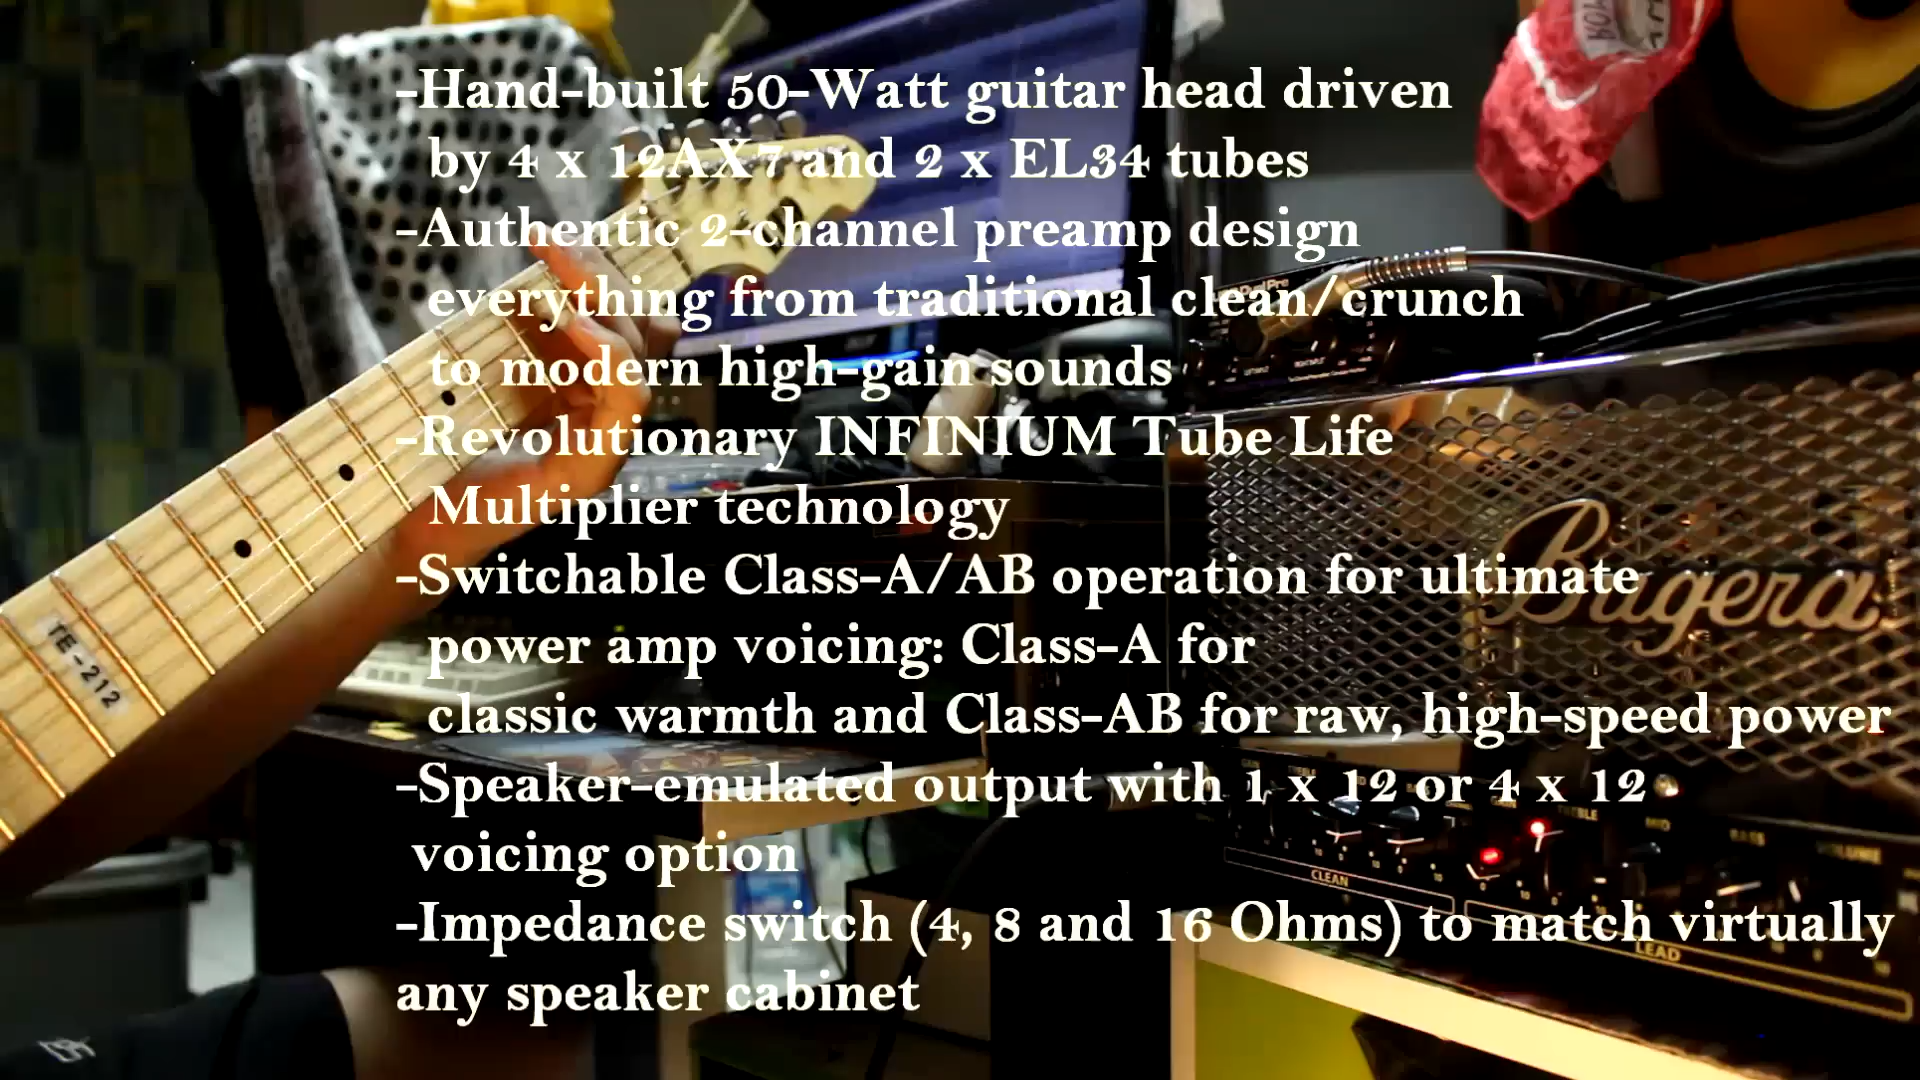 -Hand-built 50-Watt guitar head driven
by 4 x 12AX7 and 2 x EL34 tubes
-Authentic 2-channel preamp design
everything from traditional clean/crunch
to modern high-gain sounds
-Revolutionary INFINIUM Tube Life
Multiplier technology
-Switchable Class-A/AB operation for ultimate
power amp voicing: Class-A for
classic warmth and Class-AB for raw, high-speed power
-Speaker-emulated output with 1 x 12 or 4 x 12
voicing option
-Impedance switch (4, 8 and 16 Ohms) to match virtually
any speaker cabinet
TE-212
Bugera
CLEAN
LEAD
TREBLE
MID
BASS
VOLUME